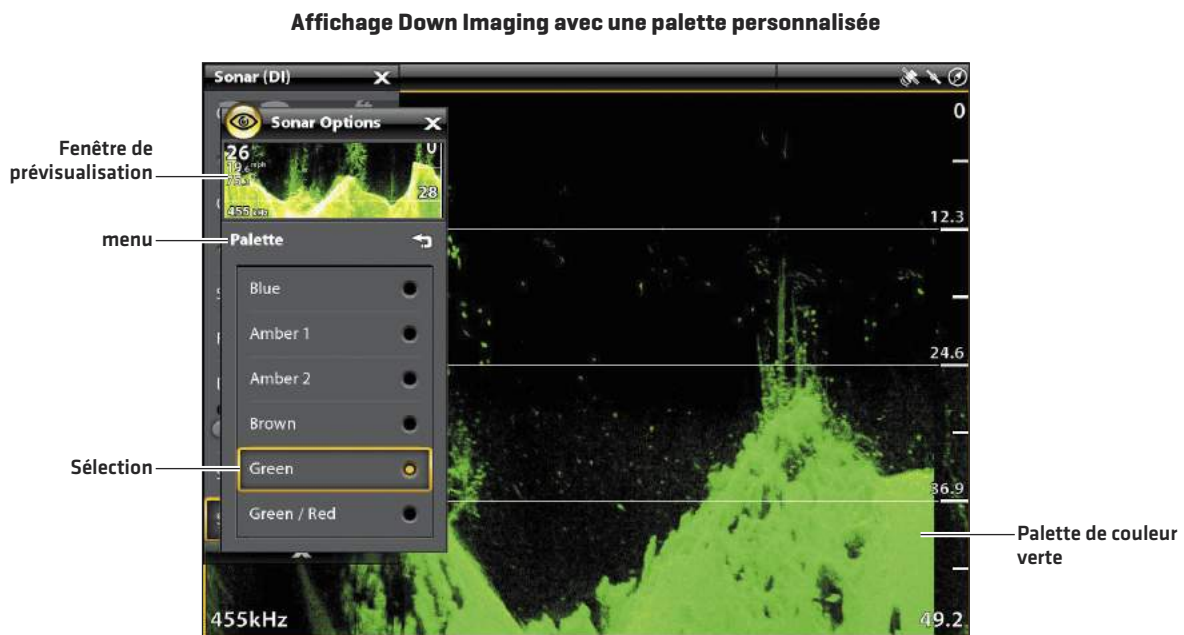 Affichage Down Imaging avec une palette personnalisée
Sonar (DI)
Sonar Options
Fenêtre de
prévisualisation
26
0
mph
28
455 kHz
menu
Palette
Blue
Amber 1
Amber 2
Brown
Sélection
Green
Green / Red
0
12.3
24.6
36.9
49.2
455kHz
Palette de couleur
verte